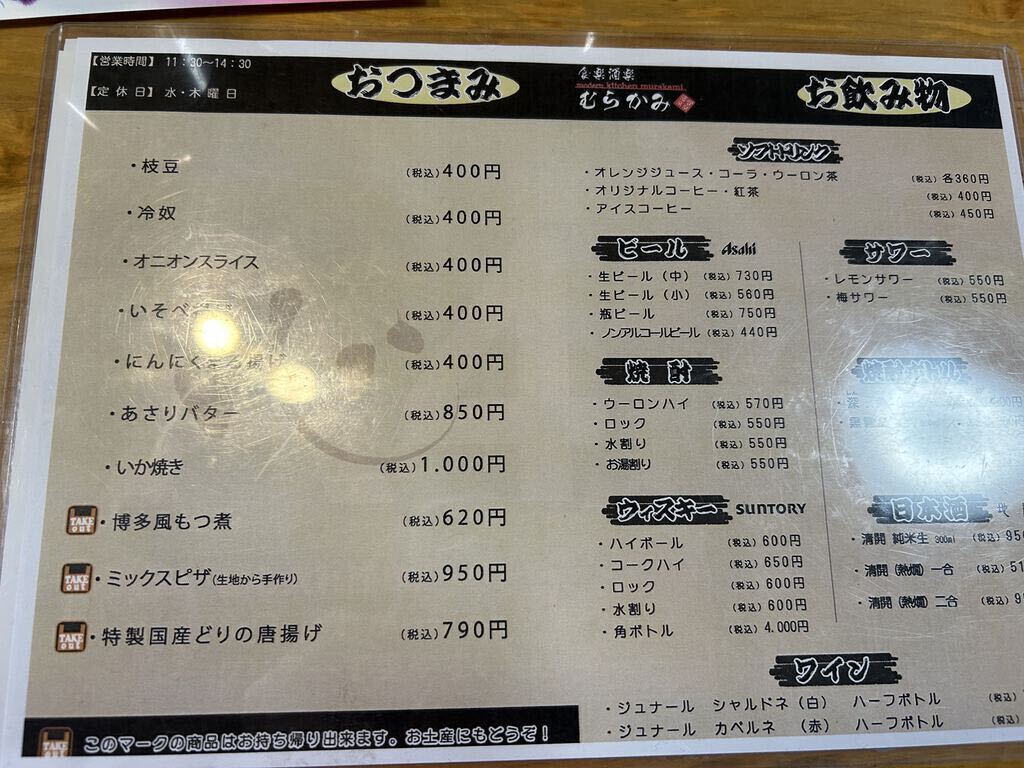 【営業時間】 11:30～14:30
【定休日】 水・木曜日
おつまみ
食楽酒楽
modern kitchen murakami
むらかみ
お飲み物
・枝豆 (税込)400円
・冷奴 (税込)400円
・オニオンスライス (税込)400円
・いそべ (税込)400円
・にんにく (税込)400円
・あさりバター (税込)850円
・いか焼き (税込)1.000円
TAKE out ・博多風もつ煮 (税込)620円
TAKE out ・ミックスピザ(生地から手作り) (税込)950円
TAKE out ・特製国産どりの唐揚げ (税込)790円
TAKE out このマークの商品はお持ち帰り出来ます。お土産にもどうぞ！
ソフトドリンク
・オレンジジュース・コーラ・ウーロン茶 (税込) 各360円
・オリジナルコーヒー・紅茶 (税込) 400円
・アイスコーヒー (税込) 450円
ビール Asahi
・生ビール（中） (税込) 730円
・生ビール（小） (税込) 560円
・瓶ビール (税込) 750円
・ノンアルコールビール (税込) 440円
サワー
・レモンサワー (税込) 550円
・梅サワー (税込) 550円
焼酎
・ウーロンハイ (税込) 570円
・ロック (税込) 550円
・水割り (税込) 550円
・お湯割り (税込) 550円
焼酎ボトル
ウィスキー SUNTORY
・ハイボール (税込) 600円
・コークハイ (税込) 650円
・ロック (税込) 600円
・水割り (税込) 600円
・角ボトル (税込) 4.000円
日本酒
・清開 純米生 300ml (税込)
・清開（熱燗）一合 (税込)
・清開（熱燗）二合 (税込)
ワイン
・ジュナール シャルドネ（白） ハーフボトル (税込)
・ジュナール カベルネ （赤） ハーフボトル (税込)